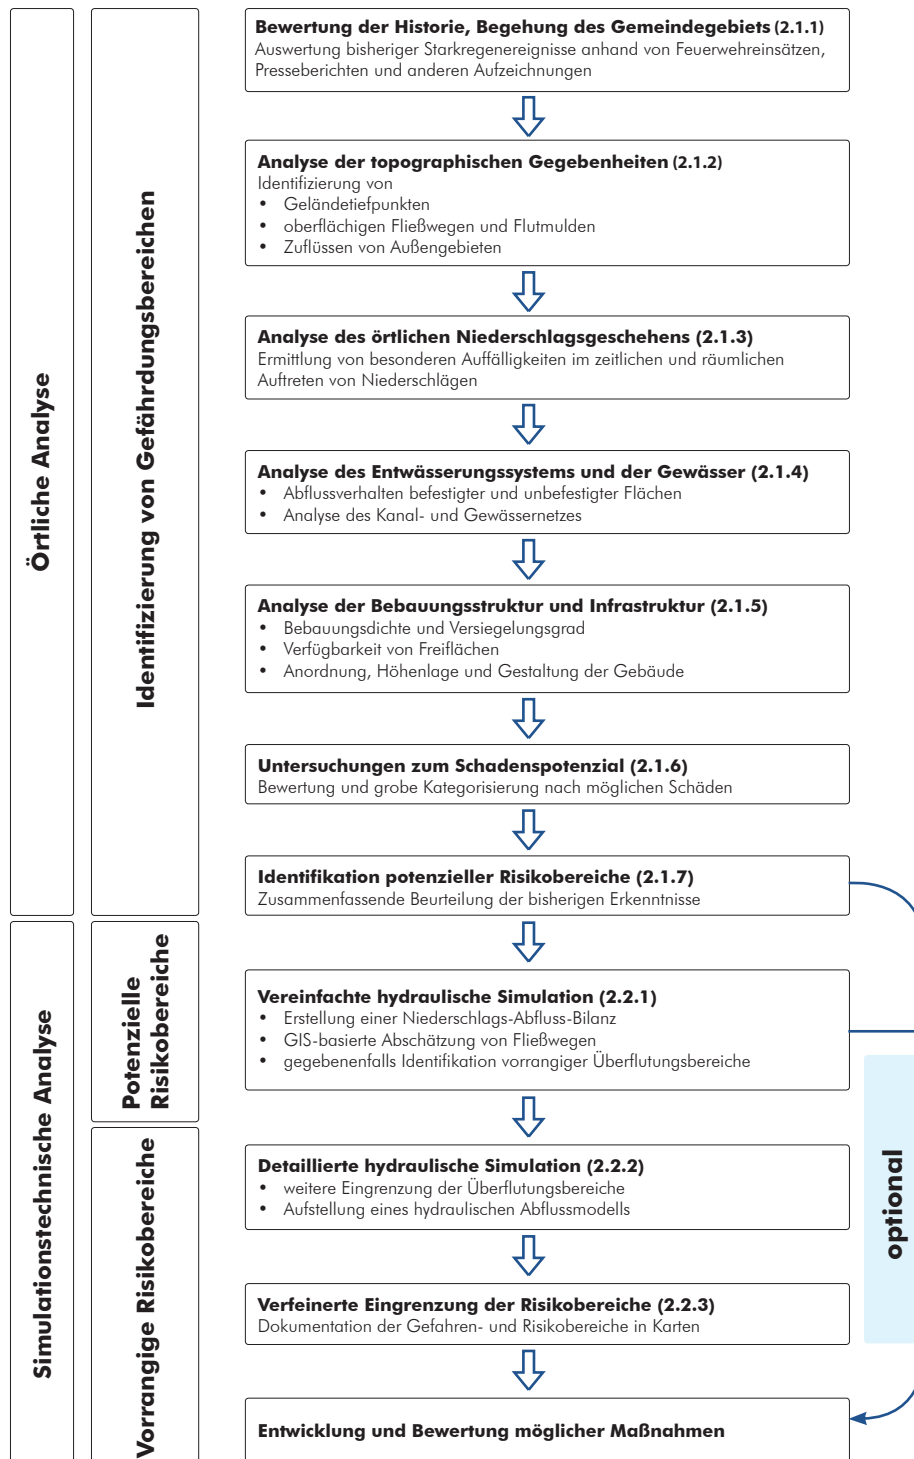 Örtliche Analyse
Identifizierung von Gefährdungsbereichen
Bewertung der Historie, Begehung des Gemeindegebiets (2.1.1)
Auswertung bisheriger Starkregenereignisse anhand von Feuerwehreinsätzen,
Presseberichten und anderen Aufzeichnungen
Analyse der topographischen Gegebenheiten (2.1.2)
Identifizierung von
• Geländetiefpunkten
• oberflächigen Fließwegen und Flutmulden
• Zuflüssen von Außengebieten
Analyse des örtlichen Niederschlagsgeschehens (2.1.3)
Ermittlung von besonderen Auffälligkeiten im zeitlichen und räumlichen
Auftreten von Niederschlägen
Analyse des Entwässerungssystems und der Gewässer (2.1.4)
• Abflussverhalten befestigter und unbefestigter Flächen
• Analyse des Kanal- und Gewässernetzes
Analyse der Bebauungsstruktur und Infrastruktur (2.1.5)
• Bebauungsdichte und Versiegelungsgrad
• Verfügbarkeit von Freiflächen
• Anordnung, Höhenlage und Gestaltung der Gebäude
Untersuchungen zum Schadenspotenzial (2.1.6)
Bewertung und grobe Kategorisierung nach möglichen Schäden
Identifikation potenzieller Risikobereiche (2.1.7)
Zusammenfassende Beurteilung der bisherigen Erkenntnisse
Simulationstechnische Analyse
Potenzielle
Risikobereiche
Vereinfachte hydraulische Simulation (2.2.1)
• Erstellung einer Niederschlags-Abfluss-Bilanz
• GIS-basierte Abschätzung von Fließwegen
• gegebenenfalls Identifikation vorrangiger Überflutungsbereiche
Vorrangige Risikobereiche
Detaillierte hydraulische Simulation (2.2.2)
• weitere Eingrenzung der Überflutungsbereiche
• Aufstellung eines hydraulischen Abflussmodells
Verfeinerte Eingrenzung der Risikobereiche (2.2.3)
Dokumentation der Gefahren- und Risikobereiche in Karten
Entwicklung und Bewertung möglicher Maßnahmen
optional